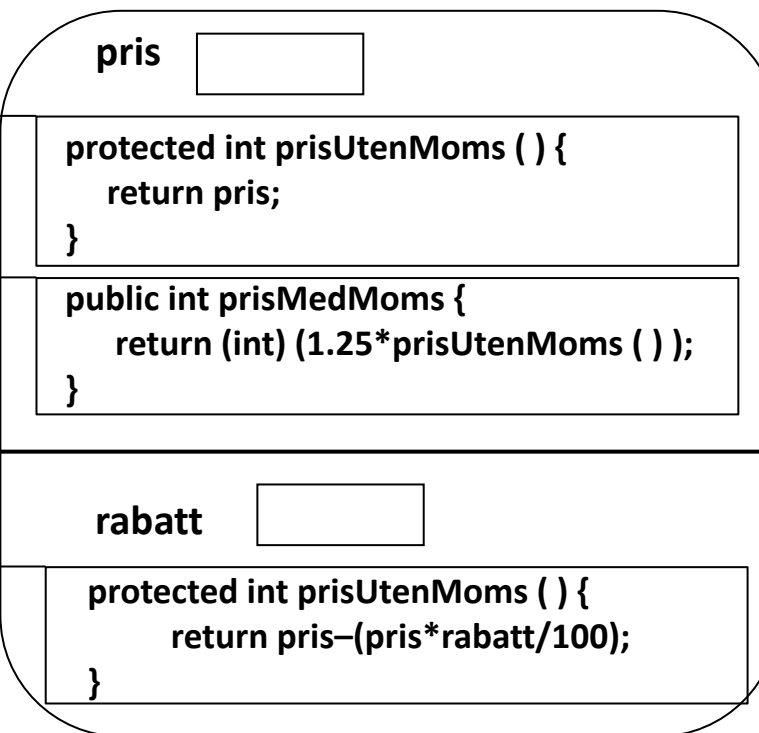 pris
protected int prisUtenMoms ( ) {
return pris;
}
public int prisMedMoms {
return (int) (1.25*prisUtenMoms ( ) );
}
rabatt
protected int prisUtenMoms ( ) {
return pris–(pris*rabatt/100);
}